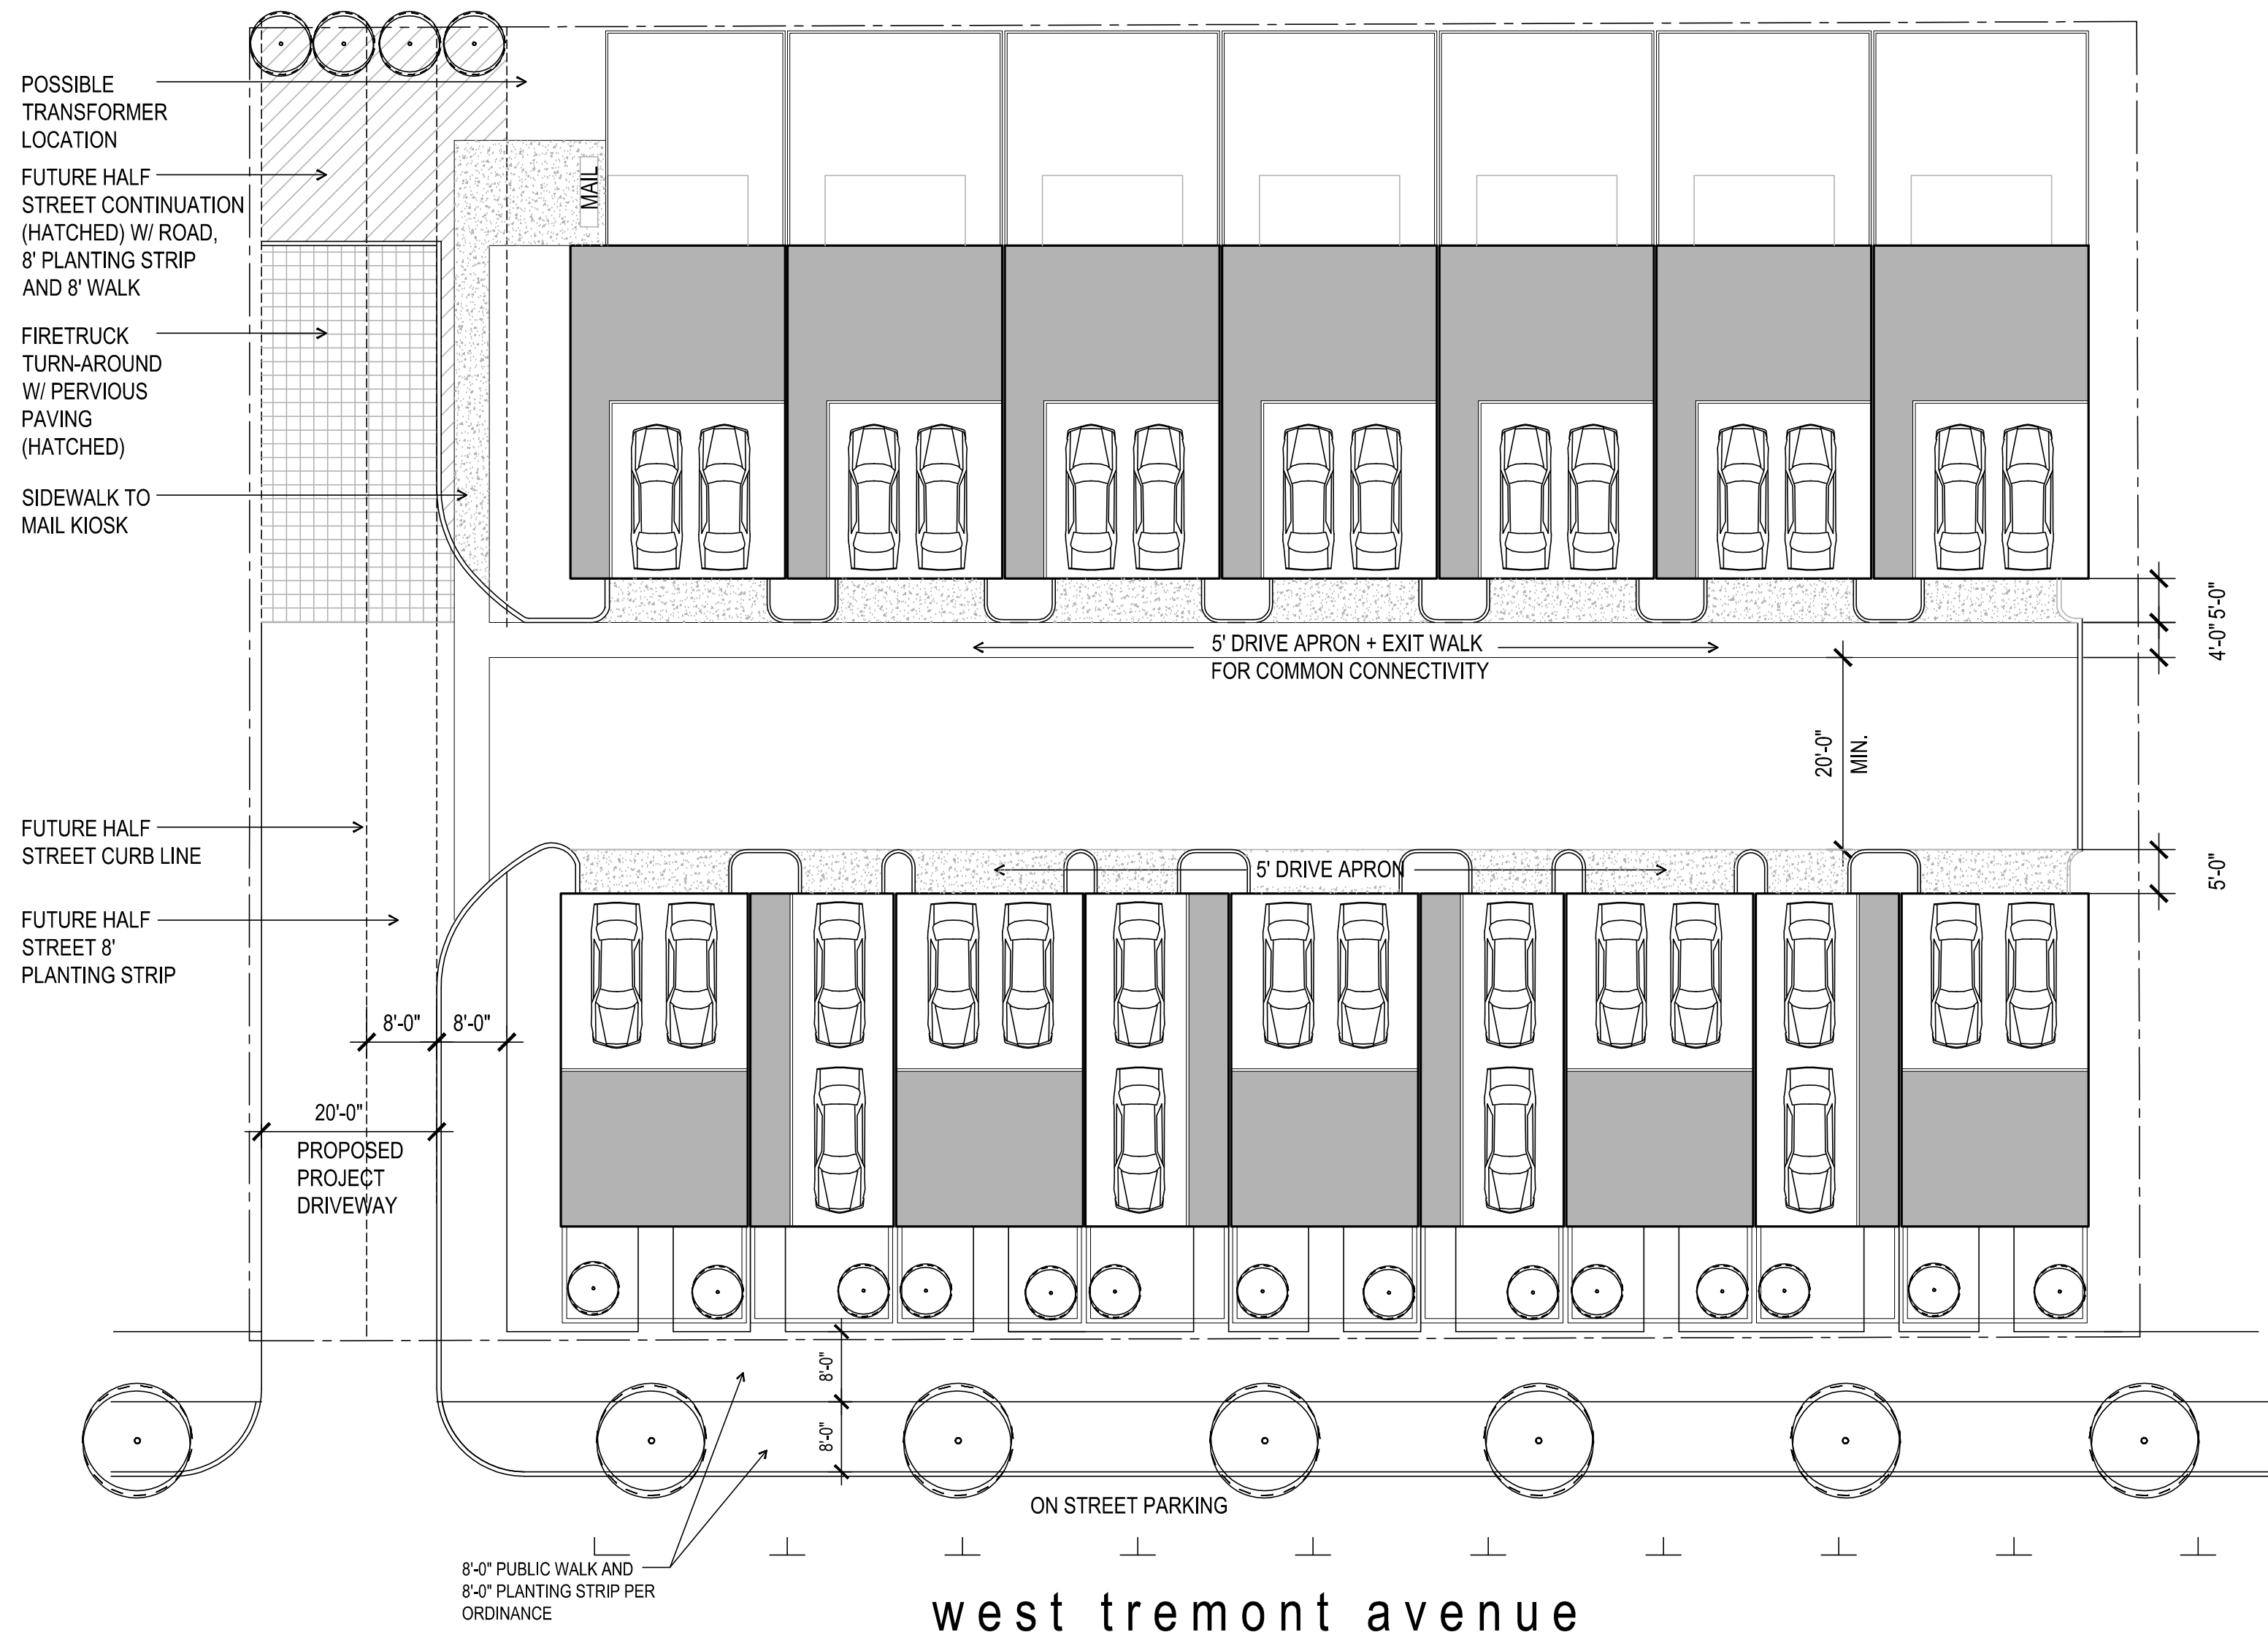 POSSIBLE
TRANSFORMER
LOCATION
FUTURE HALF
STREET CONTINUATION
(HATCHED) W/ ROAD,
8' PLANTING STRIP
AND 8' WALK
FIRETRUCK
TURN-AROUND
W/ PERVIOUS
PAVING
(HATCHED)
SIDEWALK TO
MAIL KIOSK
MAIL
5' DRIVE APRON + EXIT WALK
FOR COMMON CONNECTIVITY
5'-0"
4'-0"
20'-0"
MIN.
5'-0"
5' DRIVE APRON
FUTURE HALF
STREET CURB LINE
FUTURE HALF
STREET 8'
PLANTING STRIP
8'-0"
8'-0"
20'-0"
PROPOSED
PROJECT
DRIVEWAY
8'-0"
8'-0"
ON STREET PARKING
8'-0" PUBLIC WALK AND
8'-0" PLANTING STRIP PER
ORDINANCE
west tremont avenue